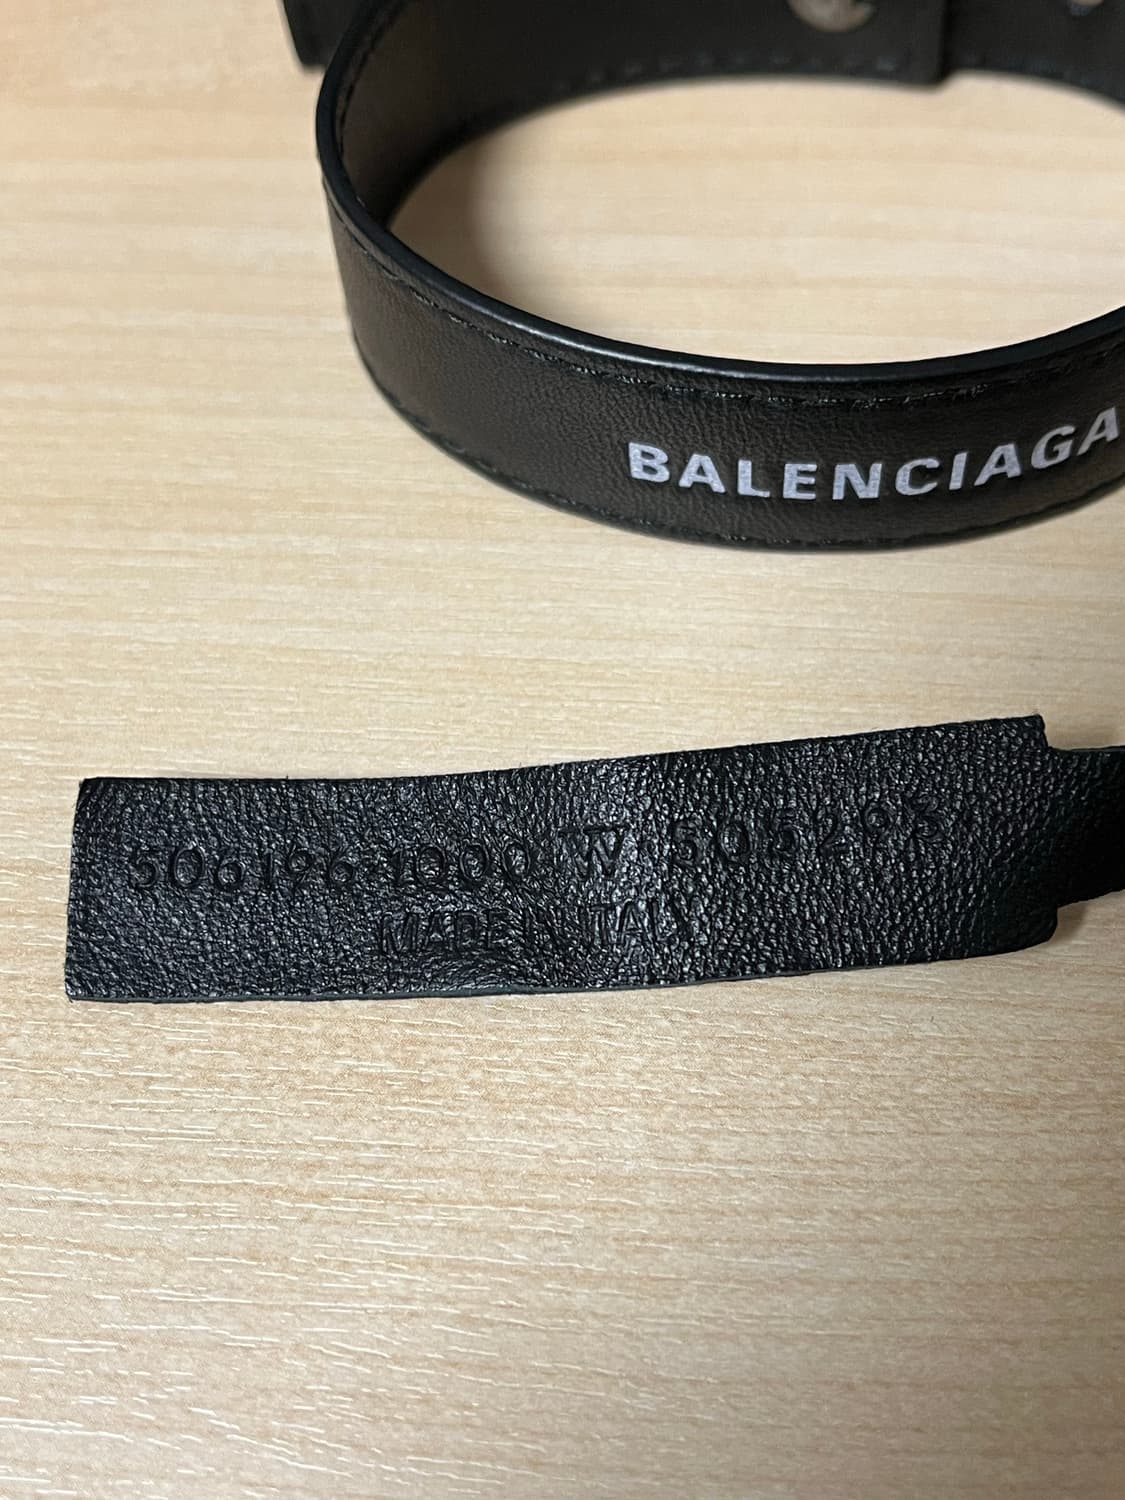 BALENCIAGA
506196·1000 W 505293
MADE IN ITALY